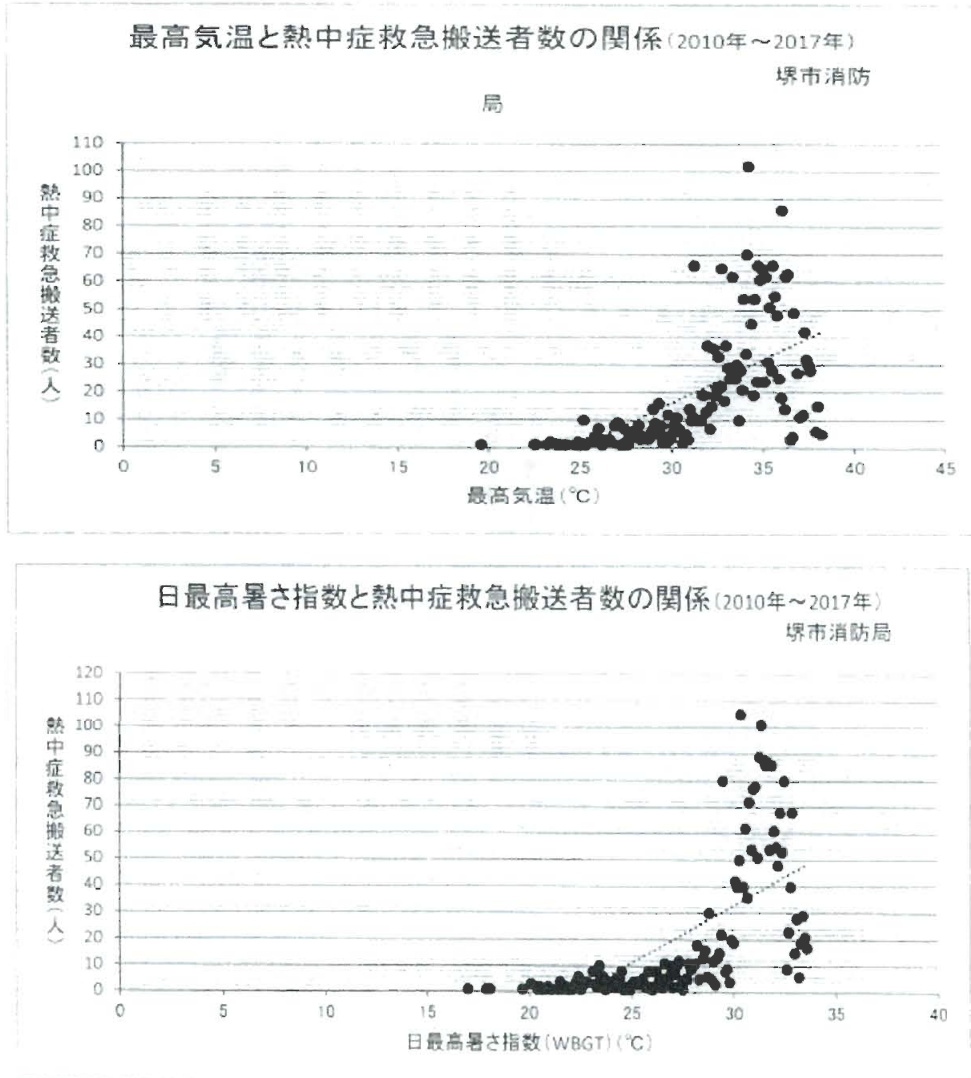 最高気温と熱中症救急搬送者数の関係(2010年～2017年)
堺市消防
局
110
100
90
80
70
60
50
40
30
20
10
0
熱中症救急搬送者数(人)
0 5 10 15 20 25 30 35 40 45
最高気温(℃)
日最高暑さ指数と熱中症救急搬送者数の関係(2010年～2017年)
堺市消防局
120
110
100
90
80
70
60
50
40
30
20
10
0
熱中症救急搬送者数(人)
0 5 10 15 20 25 30 35 40
日最高暑さ指数(WBGT)(℃)